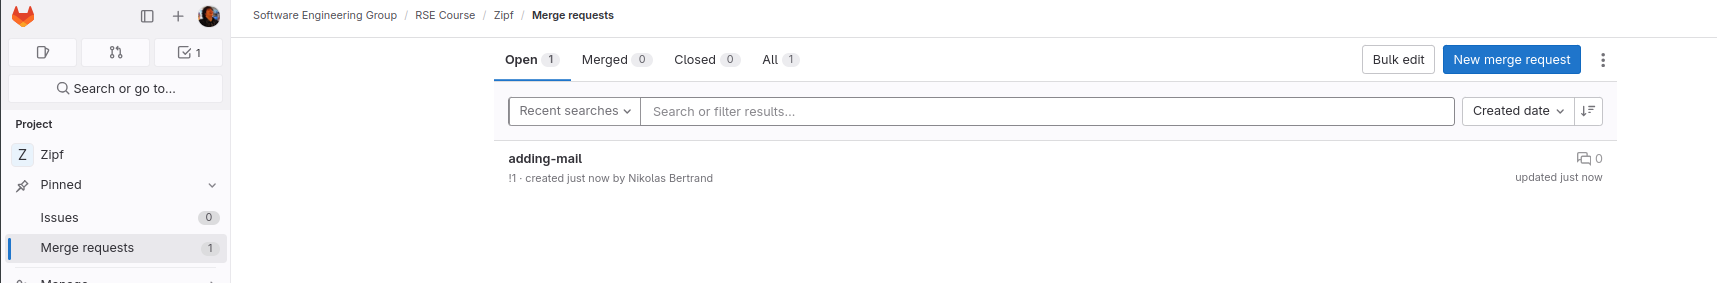 Software Engineering Group / RSE Course / Zipf / Merge requests
1
Search or go to...
Project
Z Zipf
Pinned
Issues 0
Merge requests 1
Manage
Open 1 Merged 0 Closed 0 All 1 Bulk edit New merge request
Recent searches Search or filter results... Created date
adding-mail 0
!1 · created just now by Nikolas Bertrand updated just now